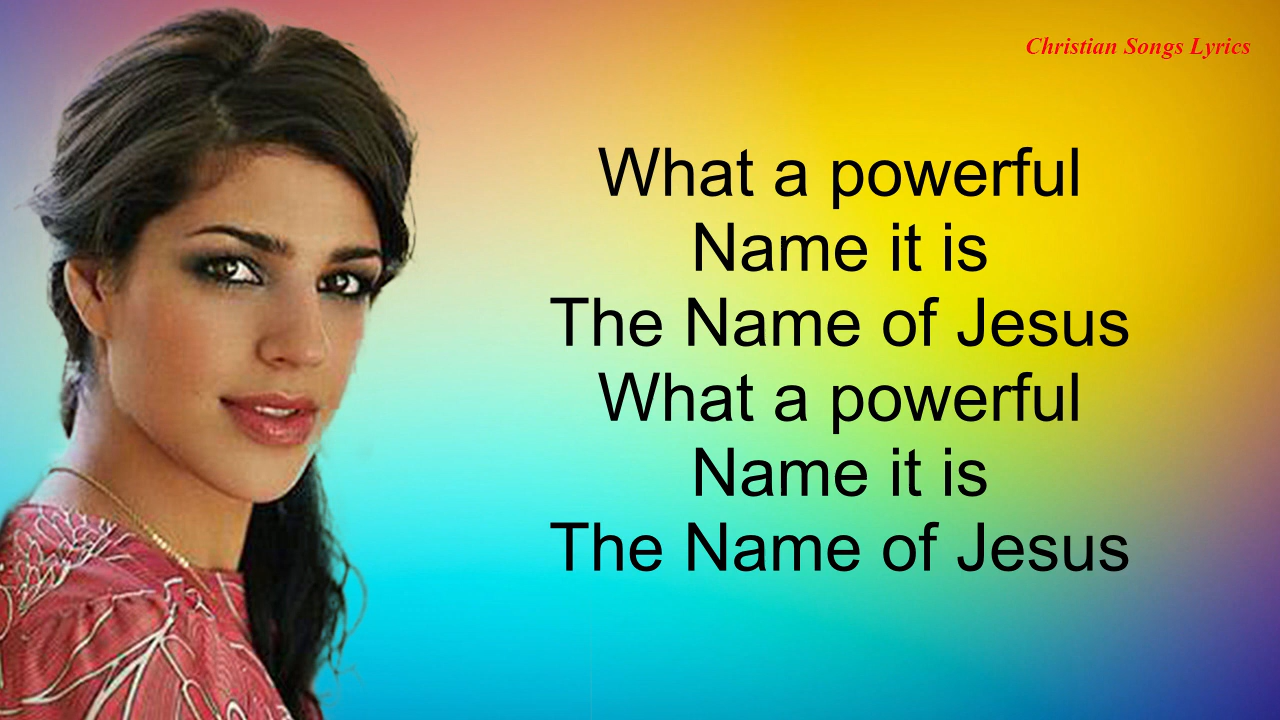 Christian Songs Lyrics
What a powerful
Name it is
The Name of Jesus
What a powerful
Name it is
The Name of Jesus